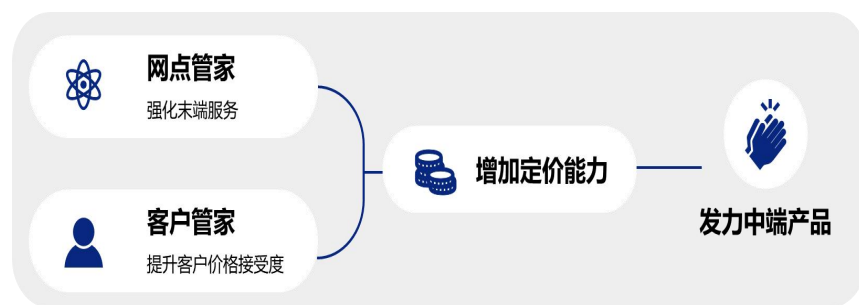 网点管家
强化末端服务
客户管家
提升客户价格接受度
增加定价能力
发力中端产品